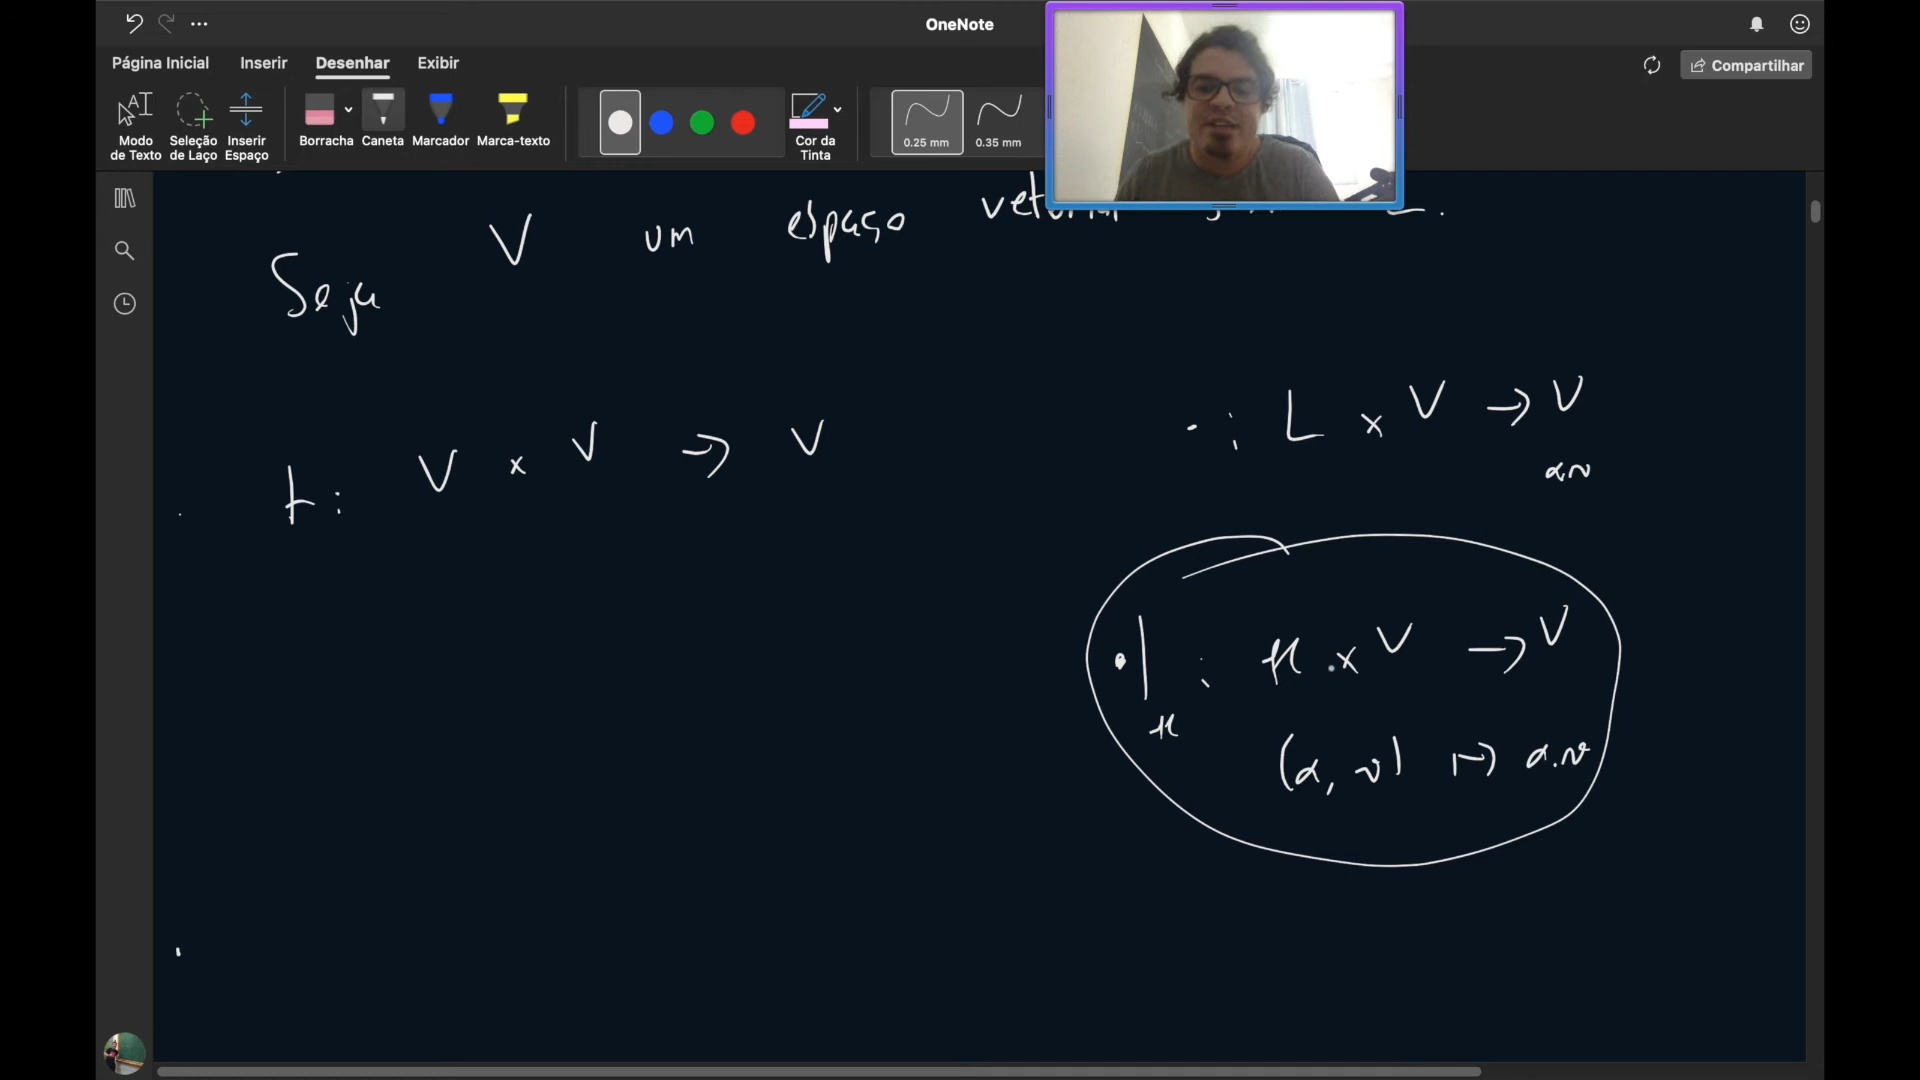 OneNote
Página Inicial Inserir Desenhar Exibir
Compartilhar
Modo de Texto
Seleção de Laço
Inserir Espaço
Borracha
Caneta
Marcador
Marca-texto
Cor da Tinta
0.25 mm
0.35 mm
Seja V um espaço vetorial
+: V × V → V
·: L × V → V
α.v
·| : K × V → V
K
(α, v) ↦ α.v